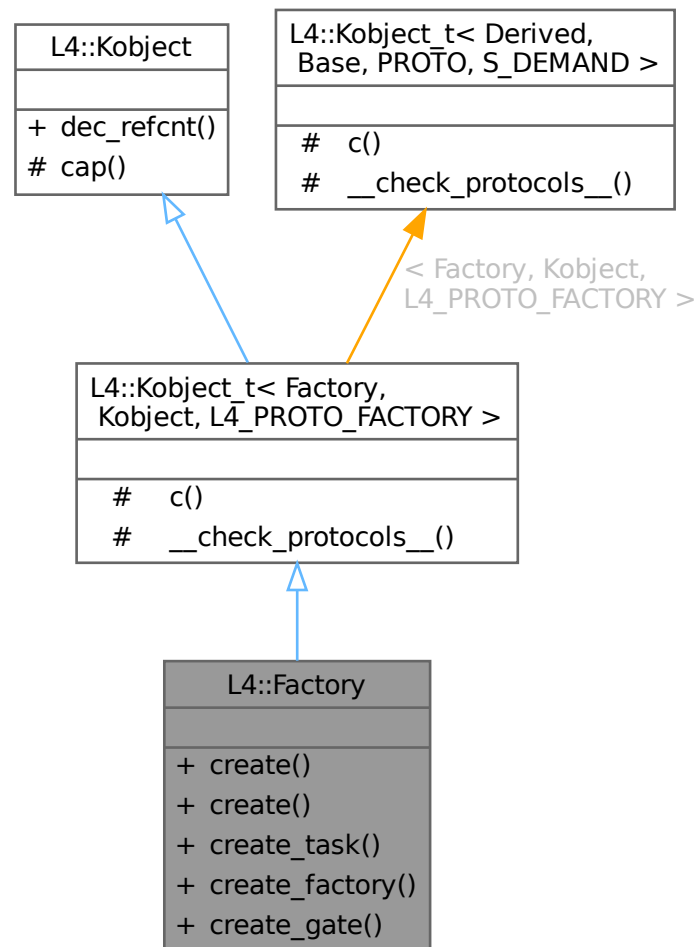 L4::Kobject
+ dec_refcnt()
# cap()
L4::Kobject_t< Derived,
Base, PROTO, S_DEMAND >
# c()
# __check_protocols__()
< Factory, Kobject,
L4_PROTO_FACTORY >
L4::Kobject_t< Factory,
Kobject, L4_PROTO_FACTORY >
# c()
# __check_protocols__()
L4::Factory
+ create()
+ create()
+ create_task()
+ create_factory()
+ create_gate()